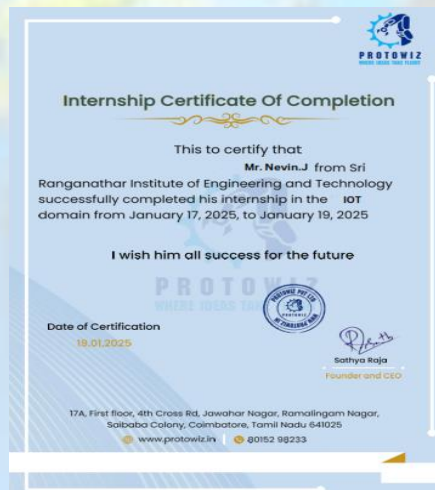 PROTOWIZ
WHERE IDEAS TAKE FLIGHT
Internship Certificate Of Completion
This to certify that
Mr. Nevin.J from Sri
Ranganathar Institute of Engineering and Technology
successfully completed his internship in the IOT
domain from January 17, 2025, to January 19, 2025
I wish him all success for the future
PROTOWIZ
WHERE IDEAS TAKE
PROTOWIZ PVT LTD
PROTOWIZ
Date of Certification
19.01.2025
Sathya Raja
Founder and CEO
17A, First floor, 4th Cross Rd, Jawahar Nagar, Ramalingam Nagar,
Saibaba Colony, Coimbatore, Tamil Nadu 641025
www.protowiz.in | 80152 98233